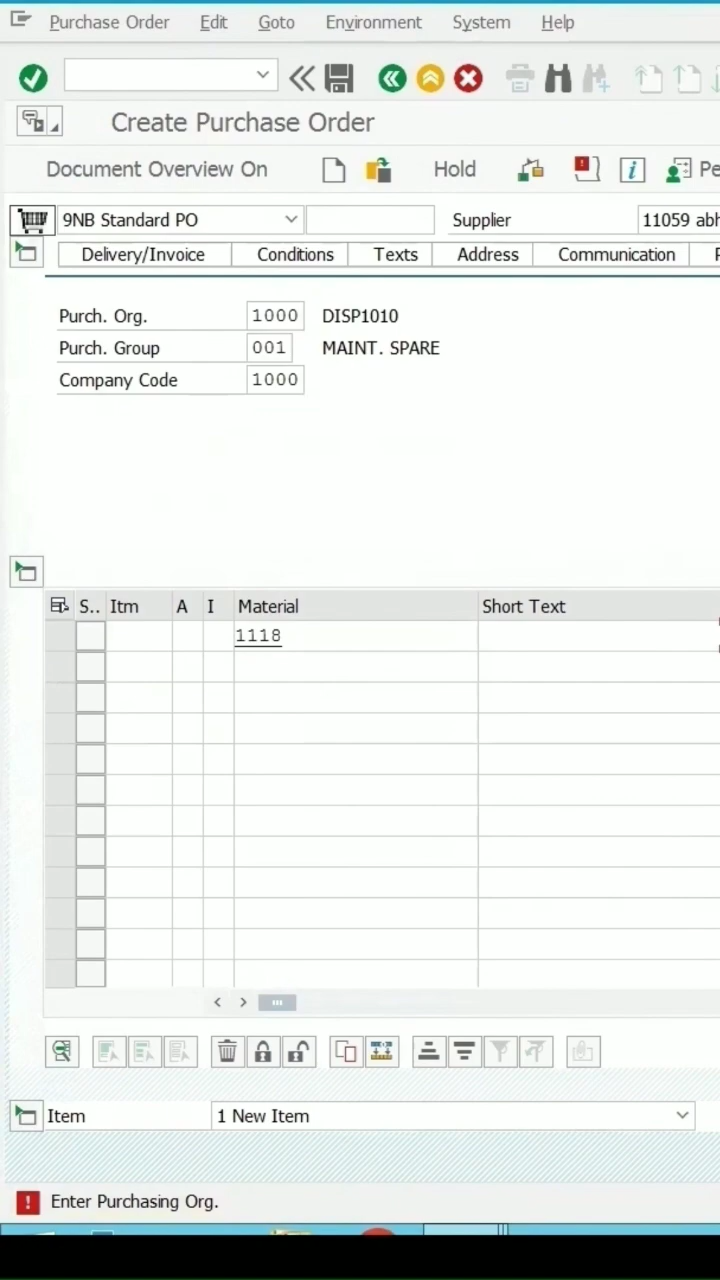 Purchase Order Edit Goto Environment System Help
Create Purchase Order
Document Overview On Hold
9NB Standard PO Supplier 11059
Delivery/Invoice Conditions Texts Address Communication
Purch. Org. 1000 DISP1010
Purch. Group 001 MAINT. SPARE
Company Code 1000
S.. Itm A I Material Short Text
1118
Item 1 New Item
Enter Purchasing Org.